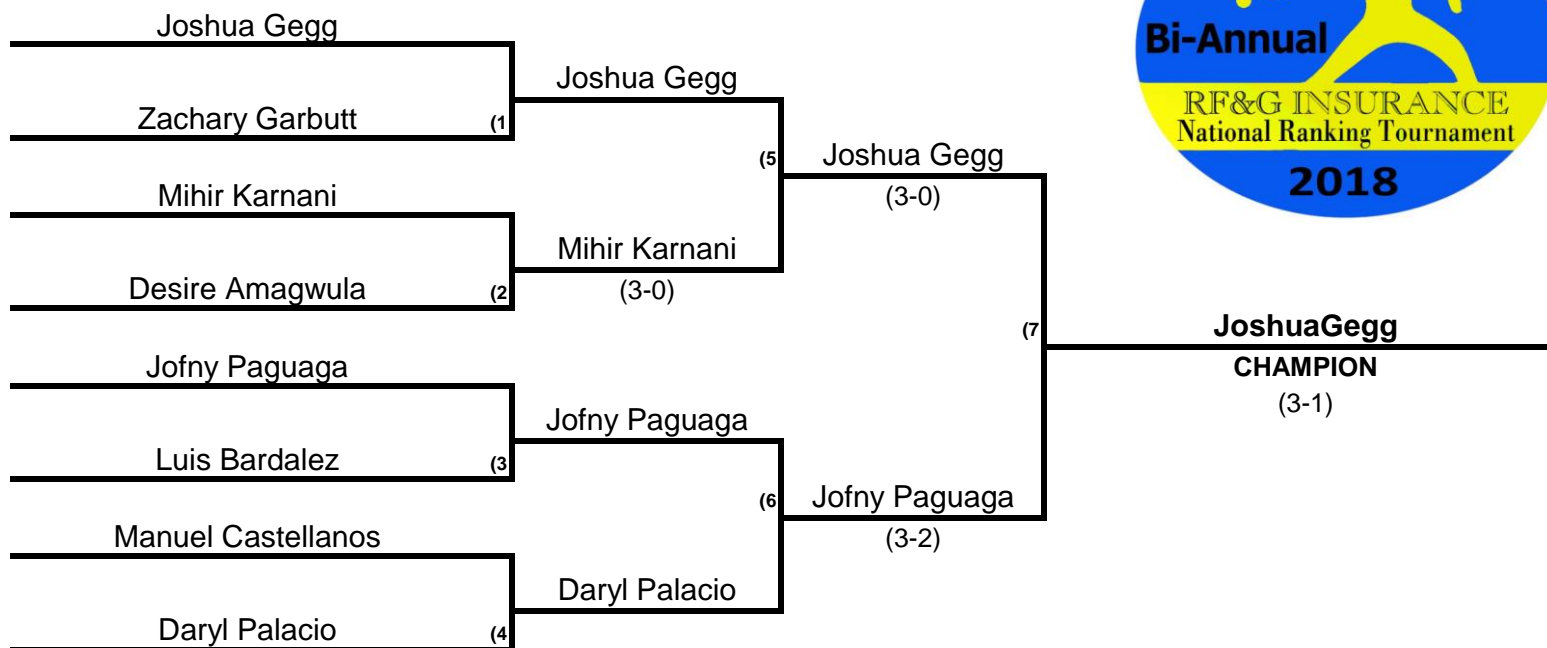 Joshua Gegg
Zachary Garbutt (1
Mihir Karnani
Desire Amagwula (2
Jofny Paguaga
Luis Bardalez (3
Manuel Castellanos
Daryl Palacio (4
Joshua Gegg
(5
Mihir Karnani
(3-0)
Jofny Paguaga
(6
Daryl Palacio
Joshua Gegg
(3-0)
(7
Jofny Paguaga
(3-2)
Bi-Annual
RF&G INSURANCE
National Ranking Tournament
2018
JoshuaGegg
CHAMPION
(3-1)